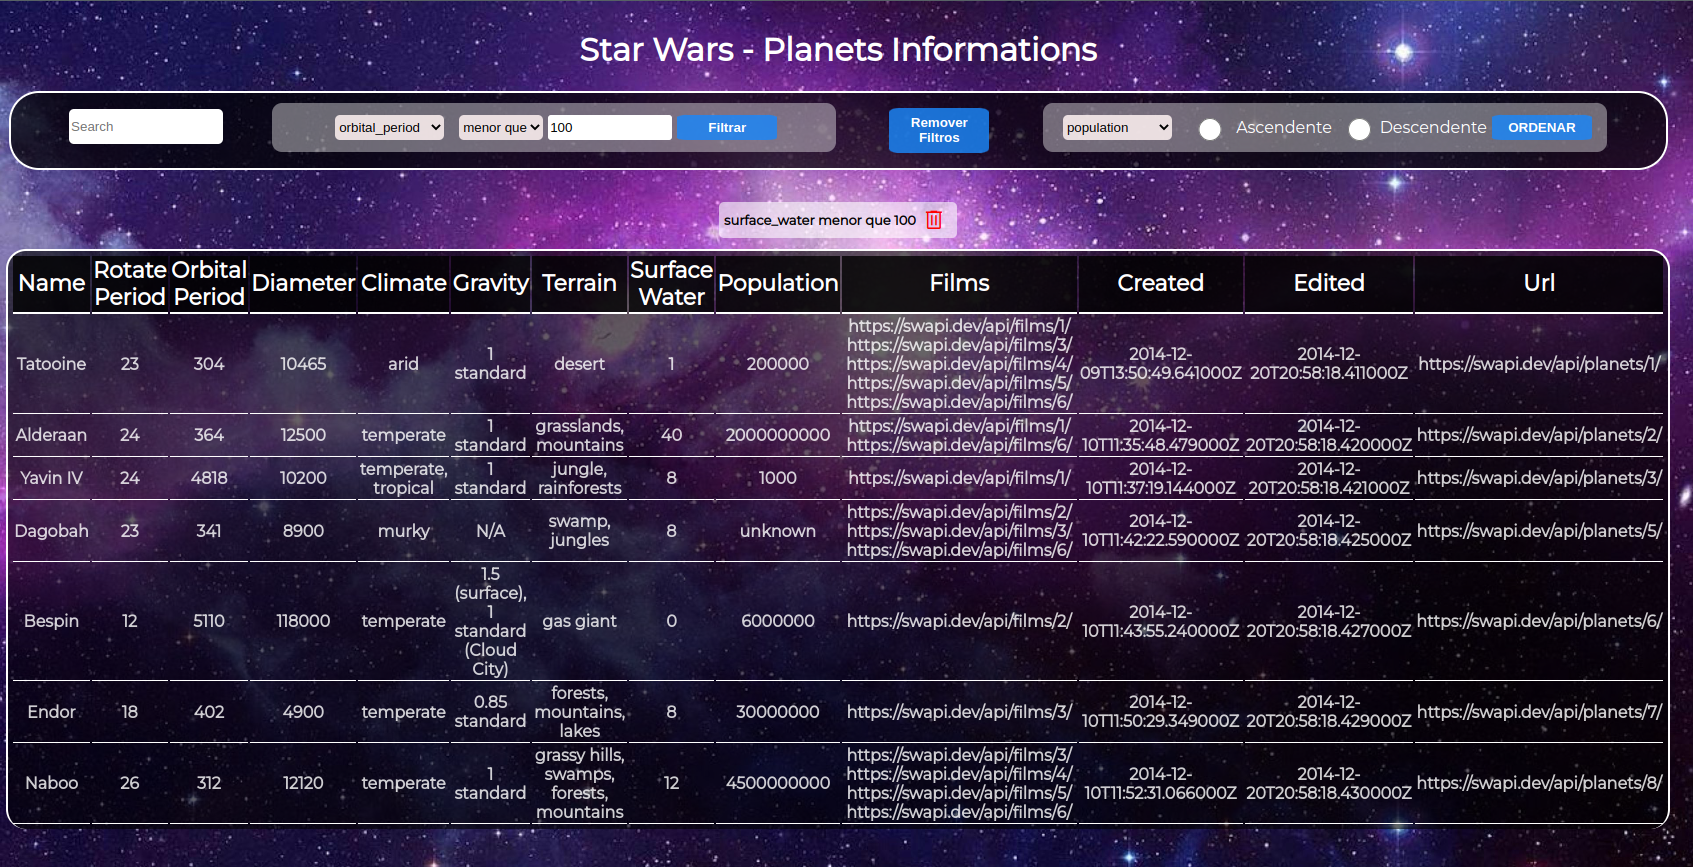 Star Wars - Planets Informations
Search
orbital_period menor que 100 Filtrar
Remover
Filtros
population Ascendente Descendente ORDENAR
surface_water menor que 100
Name Rotate Period Orbital Period Diameter Climate Gravity Terrain Surface Water Population Films Created Edited Url
Tatooine 23 304 10465 arid 1 standard desert 1 200000 https://swapi.dev/api/films/1/ https://swapi.dev/api/films/3/ https://swapi.dev/api/films/4/ https://swapi.dev/api/films/5/ https://swapi.dev/api/films/6/ 2014-12-09T13:50:49.641000Z 2014-12-20T20:58:18.411000Z https://swapi.dev/api/planets/1/
Alderaan 24 364 12500 temperate 1 standard grasslands, mountains 40 2000000000 https://swapi.dev/api/films/1/ https://swapi.dev/api/films/6/ 2014-12-10T11:35:48.479000Z 2014-12-20T20:58:18.420000Z https://swapi.dev/api/planets/2/
Yavin IV 24 4818 10200 temperate, tropical 1 standard jungle, rainforests 8 1000 https://swapi.dev/api/films/1/ 2014-12-10T11:37:19.144000Z 2014-12-20T20:58:18.421000Z https://swapi.dev/api/planets/3/
Dagobah 23 341 8900 murky N/A swamp, jungles 8 unknown https://swapi.dev/api/films/2/ https://swapi.dev/api/films/3/ https://swapi.dev/api/films/6/ 2014-12-10T11:42:22.590000Z 2014-12-20T20:58:18.425000Z https://swapi.dev/api/planets/5/
Bespin 12 5110 118000 temperate 1.5 (surface), 1 standard (Cloud City) gas giant 0 6000000 https://swapi.dev/api/films/2/ 2014-12-10T11:43:55.240000Z 2014-12-20T20:58:18.427000Z https://swapi.dev/api/planets/6/
Endor 18 402 4900 temperate 0.85 standard forests, mountains, lakes 8 30000000 https://swapi.dev/api/films/3/ 2014-12-10T11:50:29.349000Z 2014-12-20T20:58:18.429000Z https://swapi.dev/api/planets/7/
Naboo 26 312 12120 temperate 1 standard grassy hills, swamps, forests, mountains 12 4500000000 https://swapi.dev/api/films/3/ https://swapi.dev/api/films/4/ https://swapi.dev/api/films/5/ https://swapi.dev/api/films/6/ 2014-12-10T11:52:31.066000Z 2014-12-20T20:58:18.430000Z https://swapi.dev/api/planets/8/